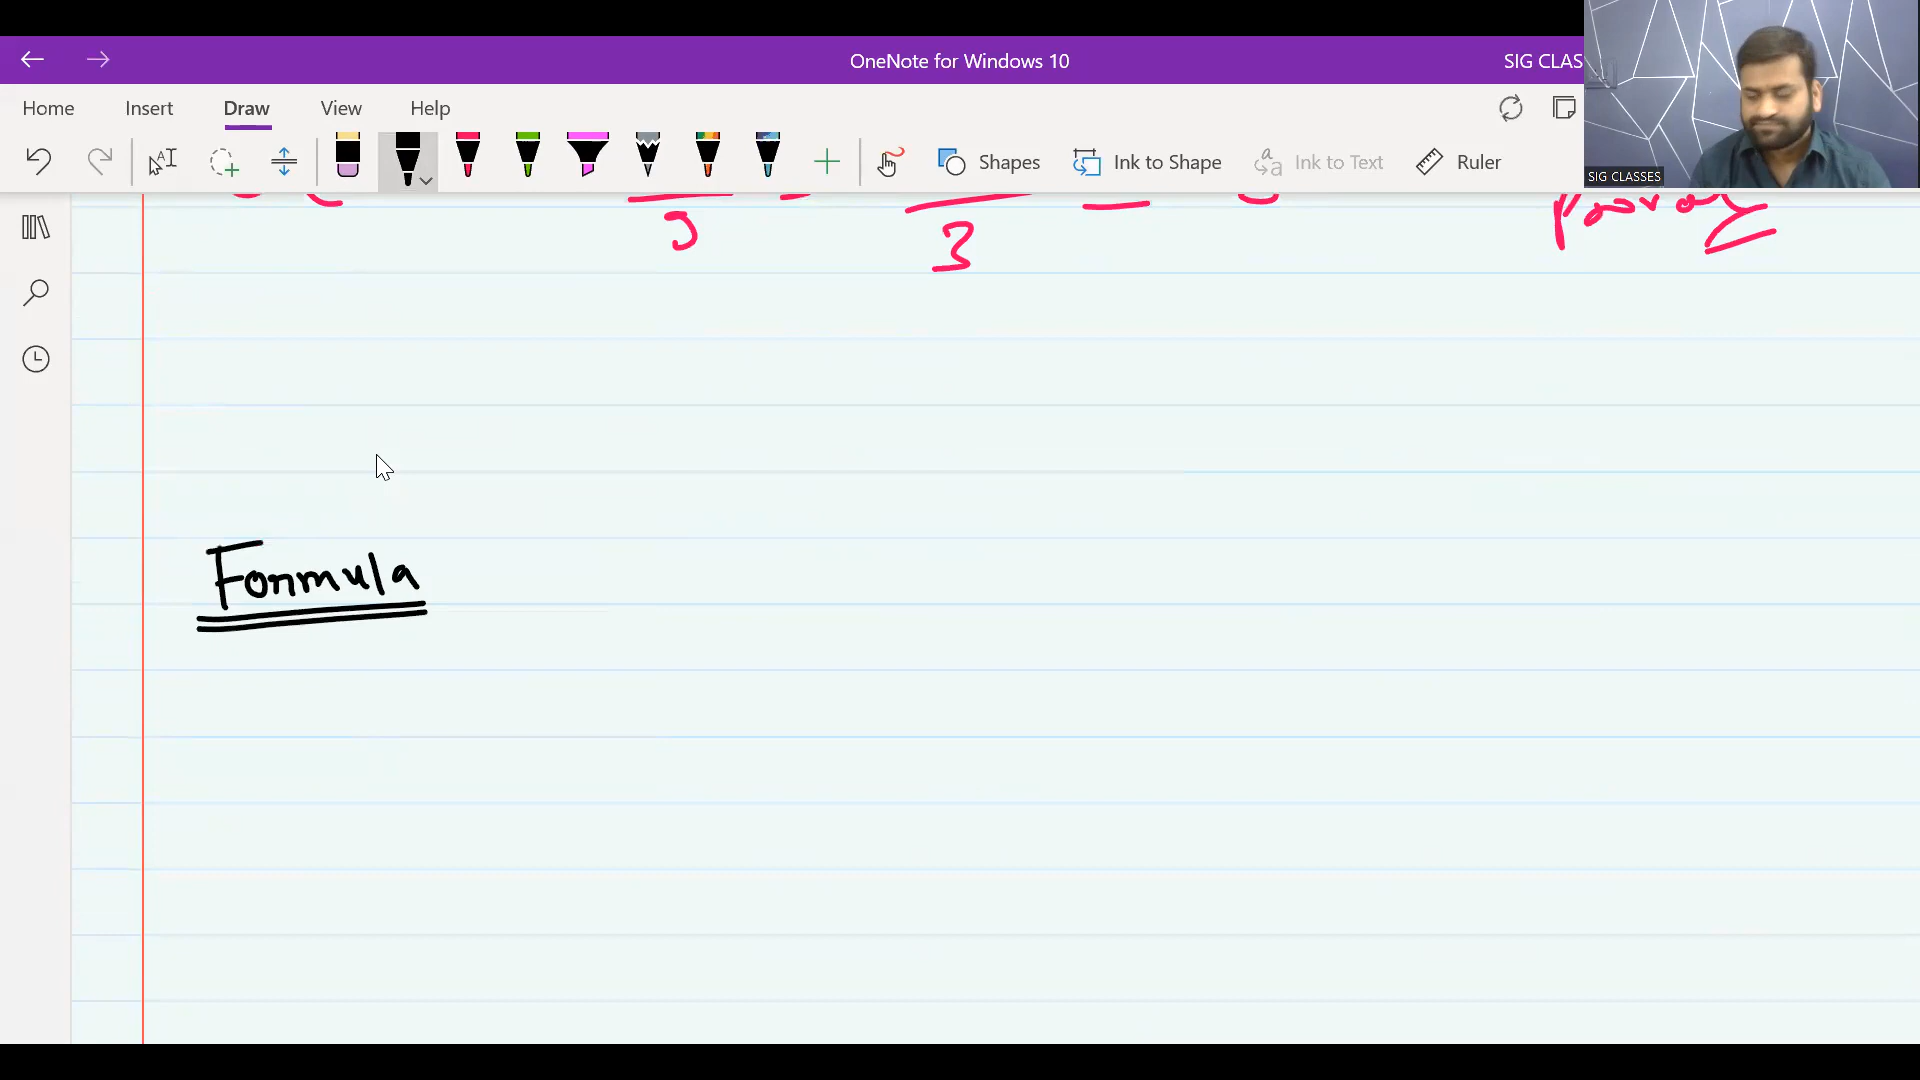 OneNote for Windows 10
SIG CLAS
Home Insert Draw View Help
Shapes Ink to Shape Ink to Text Ruler
SIG CLASSES
3
Formula